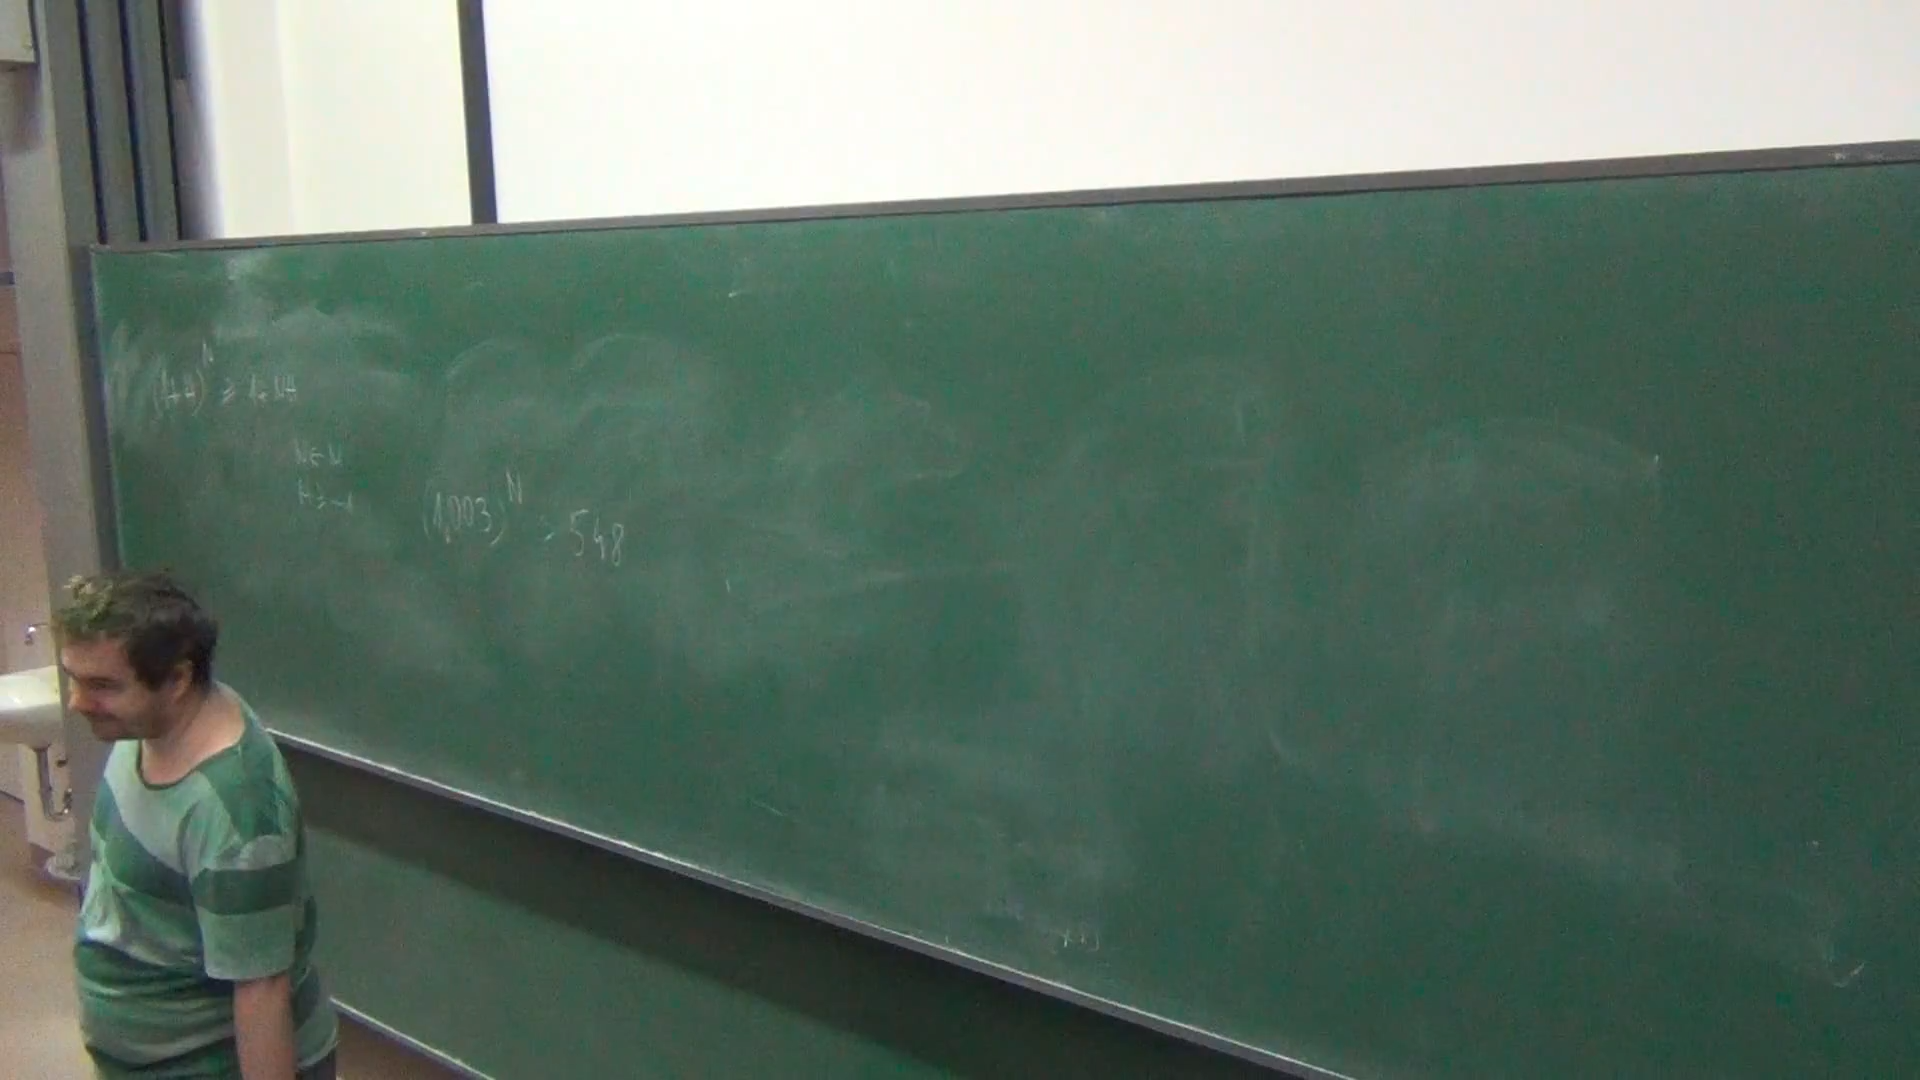 (1+H)^N ≥ 1+NH
N ∈ N
H ≥ -1
(1,003)^N > 548